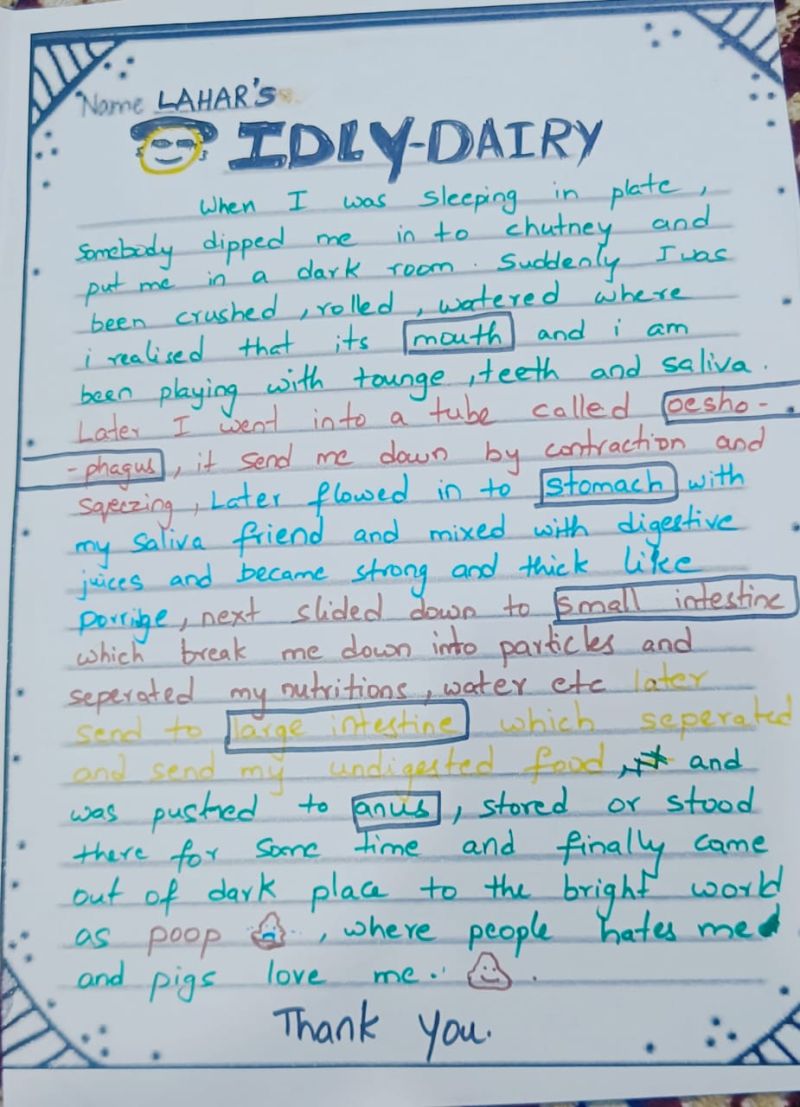 Name LAHAR'S
IDLY-DAIRY
When I was sleeping in plate,
somebody dipped me in to chutney and
put me in a dark room. Suddenly I was
been crushed, rolled, watered where
i realised that its mouth and i am
been playing with tounge, teeth and saliva.
Later I went into a tube called oesho-
-phagus, it send me down by contraction and
sqeezing, Later flowed in to stomach with
my saliva friend and mixed with digestive
juices and became strong and thick like
porrige, next slided down to small intestine
which break me down into particles and
seperated my nutritions, water etc later
send to large intestine which seperated
and send my undigested food, and
was pushed to anus, stored or stood
there for some time and finally came
out of dark place to the bright world
as poop, where people hates me
and pigs love me..
Thank You.